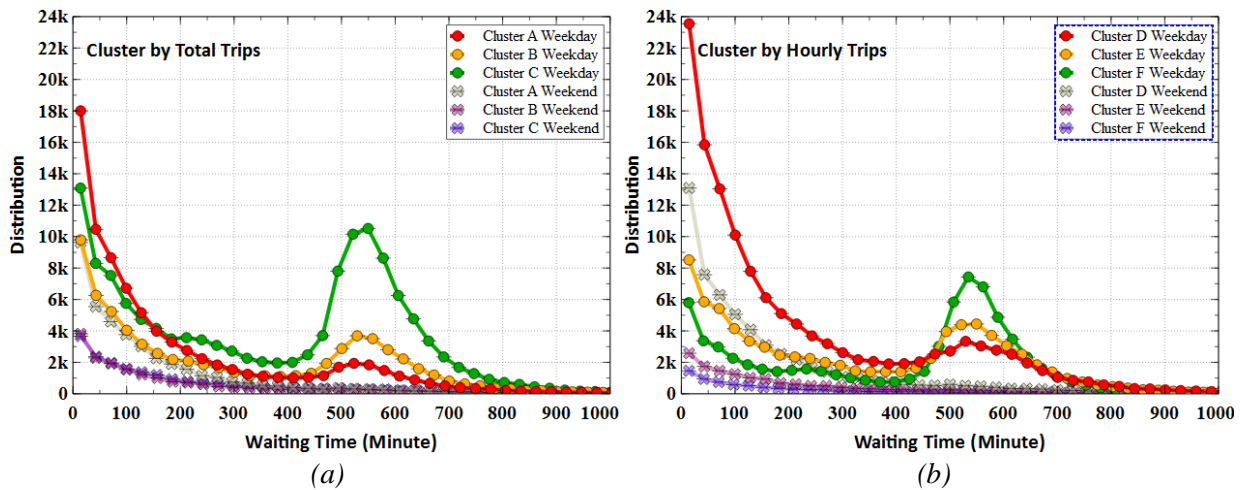 24k
22k
20k
18k
16k
14k
12k
10k
8k
6k
4k
2k
0
Distribution
Cluster by Total Trips
Cluster A Weekday
Cluster B Weekday
Cluster C Weekday
Cluster A Weekend
Cluster B Weekend
Cluster C Weekend
0 100 200 300 400 500 600 700 800 900 1000
Waiting Time (Minute)
(a)
24k
22k
20k
18k
16k
14k
12k
10k
8k
6k
4k
2k
0
Distribution
Cluster by Hourly Trips
Cluster D Weekday
Cluster E Weekday
Cluster F Weekday
Cluster D Weekend
Cluster E Weekend
Cluster F Weekend
0 100 200 300 400 500 600 700 800 900 1000
Waiting Time (Minute)
(b)